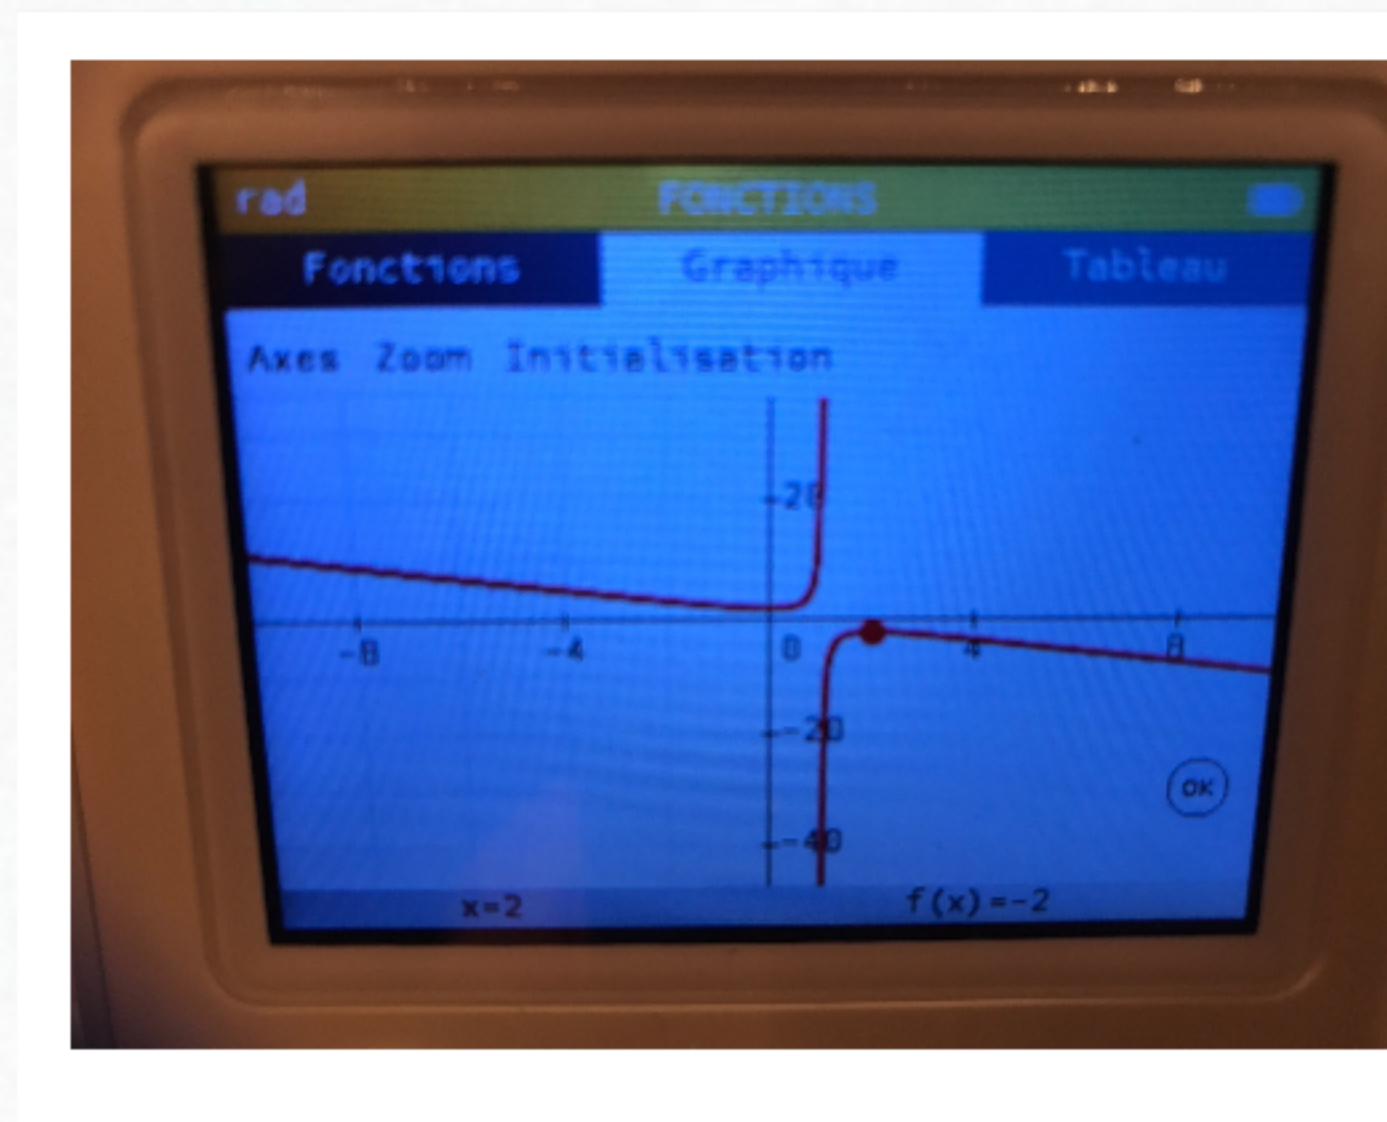 rad FONCTIONS
Fonctions Graphique Tableau
Axes Zoom Initialisation
20
-8 -4 0 4 8
-20
OK
-40
x=2 f(x)=-2